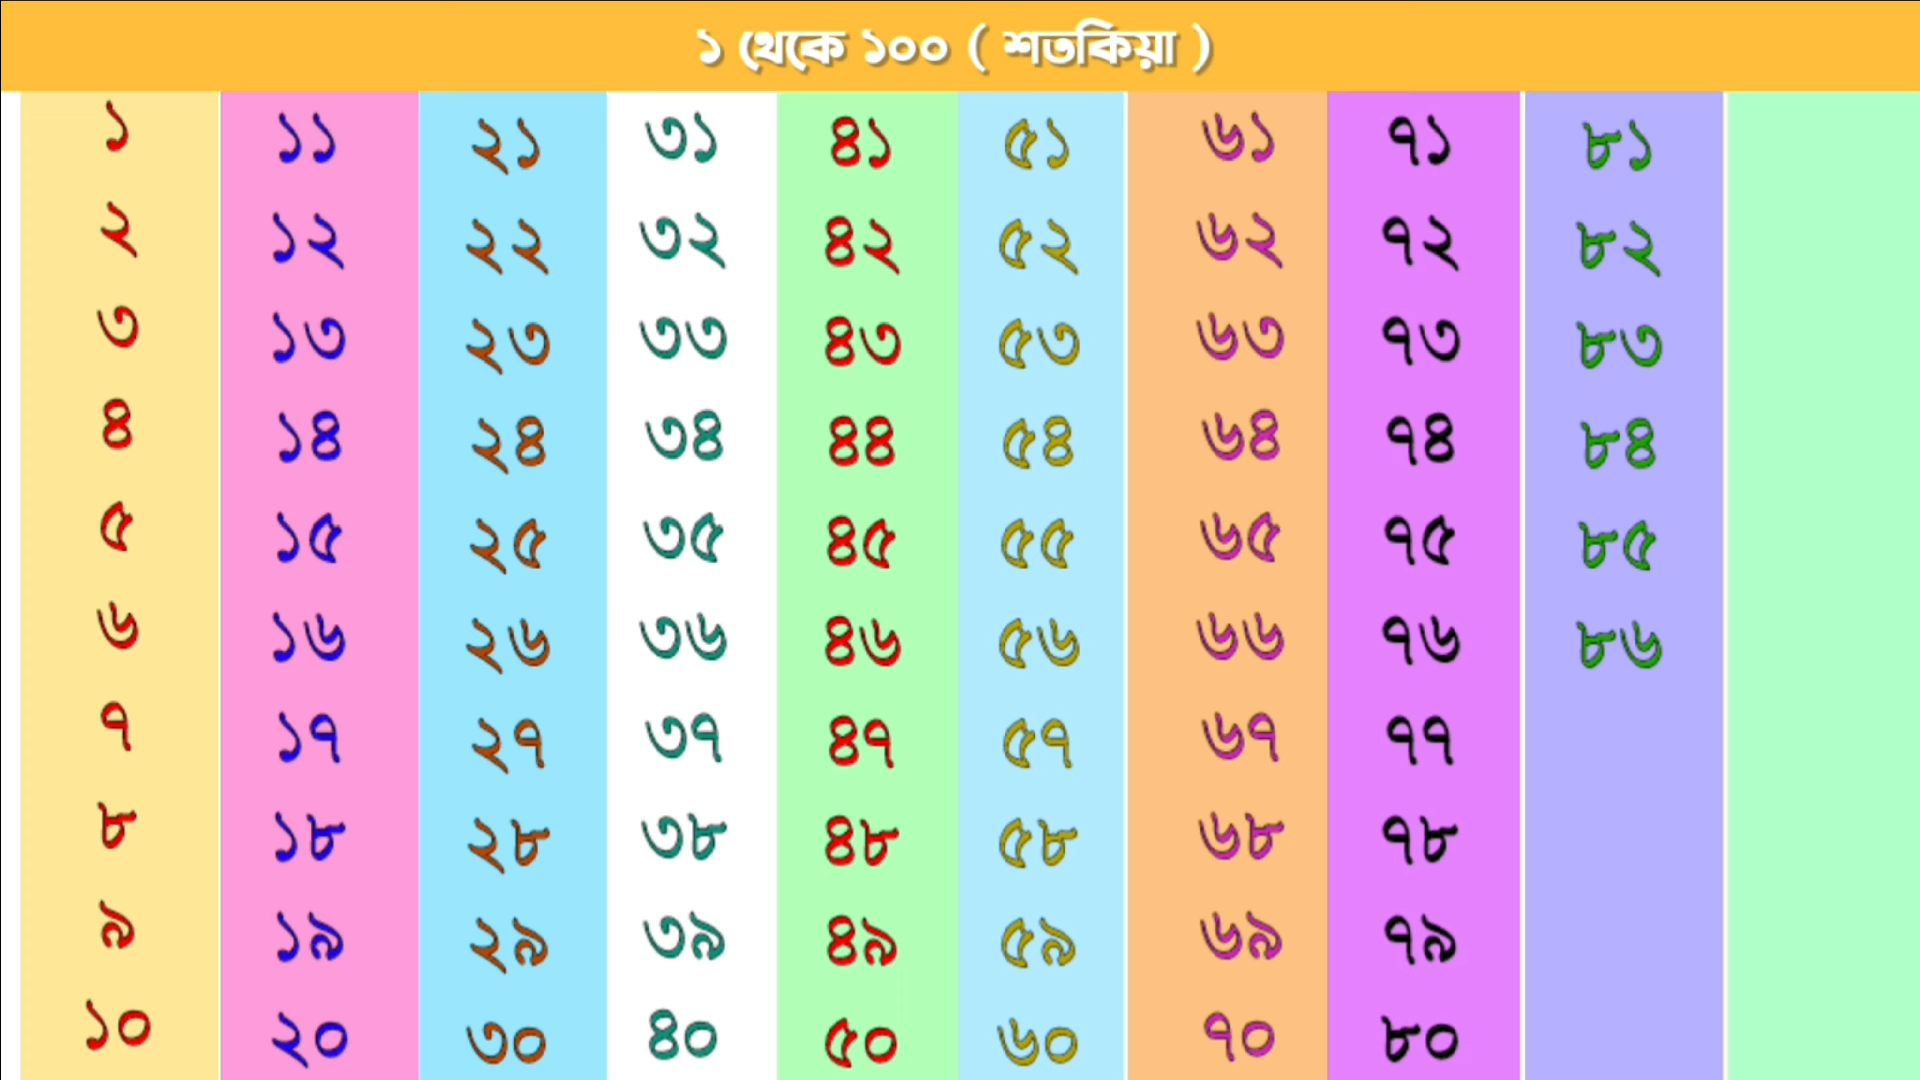 ১ থেকে ১০০ ( শতকিয়া )
১ ১১ ২১ ৩১ ৪১ ৫১ ৬১ ৭১ ৮১
২ ১২ ২২ ৩২ ৪২ ৫২ ৬২ ৭২ ৮২
৩ ১৩ ২৩ ৩৩ ৪৩ ৫৩ ৬৩ ৭৩ ৮৩
৪ ১৪ ২৪ ৩৪ ৪৪ ৫৪ ৬৪ ৭৪ ৮৪
৫ ১৫ ২৫ ৩৫ ৪৫ ৫৫ ৬৫ ৭৫ ৮৫
৬ ১৬ ২৬ ৩৬ ৪৬ ৫৬ ৬৬ ৭৬ ৮৬
৭ ১৭ ২৭ ৩৭ ৪৭ ৫৭ ৬৭ ৭৭
৮ ১৮ ২৮ ৩৮ ৪৮ ৫৮ ৬৮ ৭৮
৯ ১৯ ২৯ ৩৯ ৪৯ ৫৯ ৬৯ ৭৯
১০ ২০ ৩০ ৪০ ৫০ ৬০ ৭০ ৮০